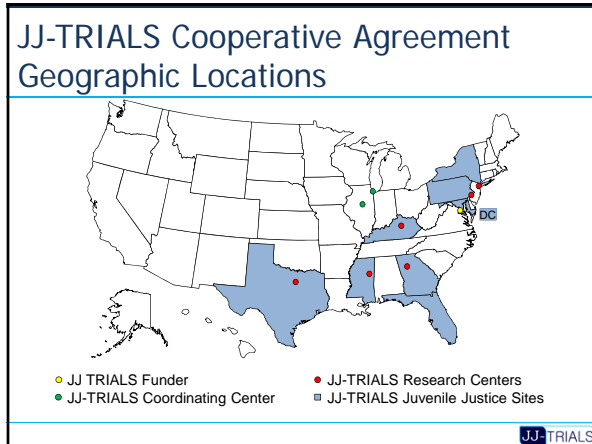 JJ-TRIALS Cooperative Agreement
Geographic Locations
DC
JJ TRIALS Funder
JJ-TRIALS Coordinating Center
JJ-TRIALS Research Centers
JJ-TRIALS Juvenile Justice Sites
JJ-TRIALS